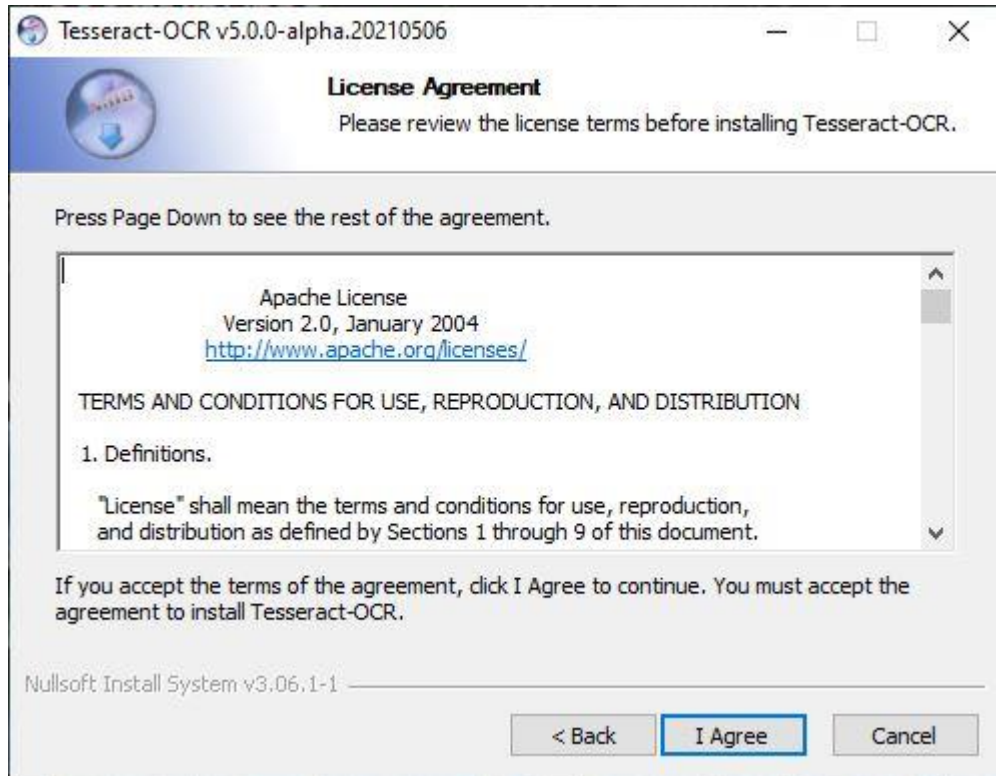 Tesseract-OCR v5.0.0-alpha.20210506
License Agreement
Please review the license terms before installing Tesseract-OCR.
Press Page Down to see the rest of the agreement.
Apache License
Version 2.0, January 2004
http://www.apache.org/licenses/
TERMS AND CONDITIONS FOR USE, REPRODUCTION, AND DISTRIBUTION
1. Definitions.
"License" shall mean the terms and conditions for use, reproduction,
and distribution as defined by Sections 1 through 9 of this document.
If you accept the terms of the agreement, click I Agree to continue. You must accept the
agreement to install Tesseract-OCR.
Nullsoft Install System v3.06.1-1
< Back I Agree Cancel